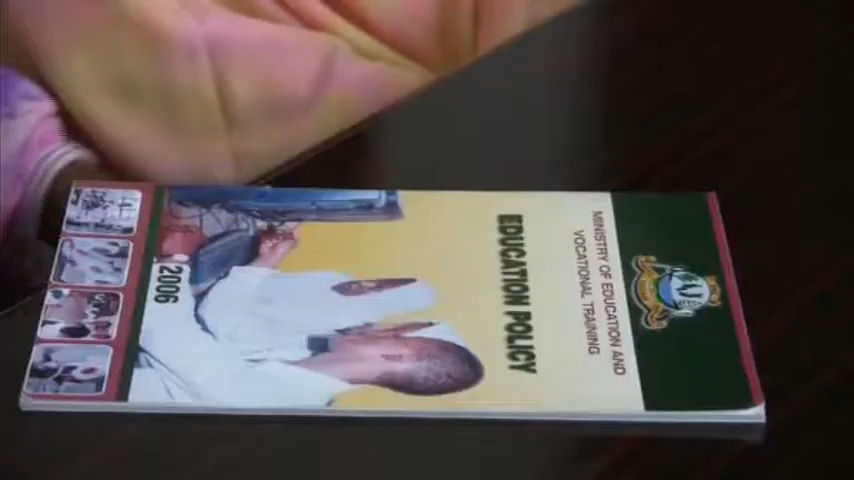 MINISTRY OF EDUCATION AND
VOCATIONAL TRAINING
EDUCATION POLICY
2006